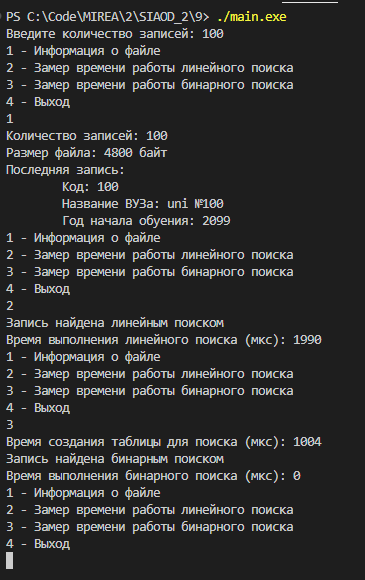 PS C:\Code\MIREA\2\SIAOD_2\9> ./main.exe
Введите количество записей: 100
1 - Информация о файле
2 - Замер времени работы линейного поиска
3 - Замер времени работы бинарного поиска
4 - Выход
1
Количество записей: 100
Размер файла: 4800 байт
Последняя запись:
Код: 100
Название ВУЗа: uni №100
Год начала обуения: 2099
1 - Информация о файле
2 - Замер времени работы линейного поиска
3 - Замер времени работы бинарного поиска
4 - Выход
2
Запись найдена линейным поиском
Время выполнения линейного поиска (мкс): 1990
1 - Информация о файле
2 - Замер времени работы линейного поиска
3 - Замер времени работы бинарного поиска
4 - Выход
3
Время создания таблицы для поиска (мкс): 1004
Запись найдена бинарным поиском
Время выполнения бинарного поиска (мкс): 0
1 - Информация о файле
2 - Замер времени работы линейного поиска
3 - Замер времени работы бинарного поиска
4 - Выход